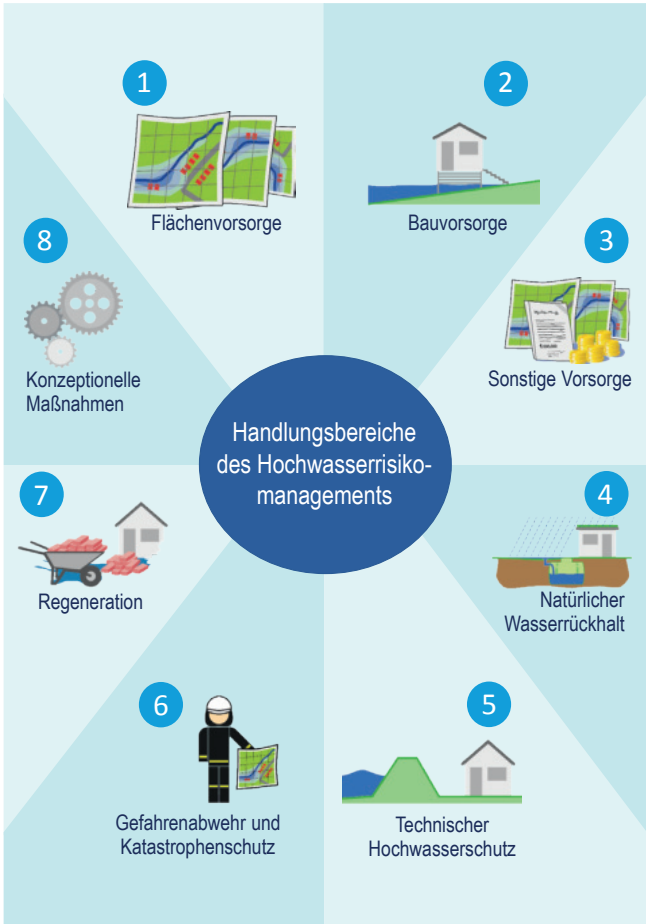 1
Flächenvorsorge
2
Bauvorsorge
3
Sonstige Vorsorge
4
Natürlicher
Wasserrückhalt
5
Technischer
Hochwasserschutz
6
Gefahrenabwehr und
Katastrophenschutz
7
Regeneration
8
Konzeptionelle
Maßnahmen
Handlungsbereiche
des Hochwasserrisiko-
managements